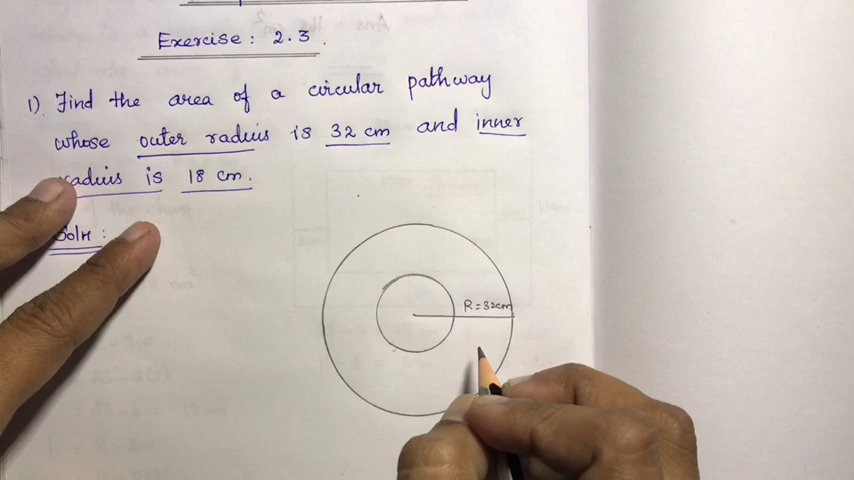 Exercise: 2.3.
1). Find the area of a circular pathway
whose outer radius is 32 cm and inner
radius is 18 cm.
Soln:
R=32cm